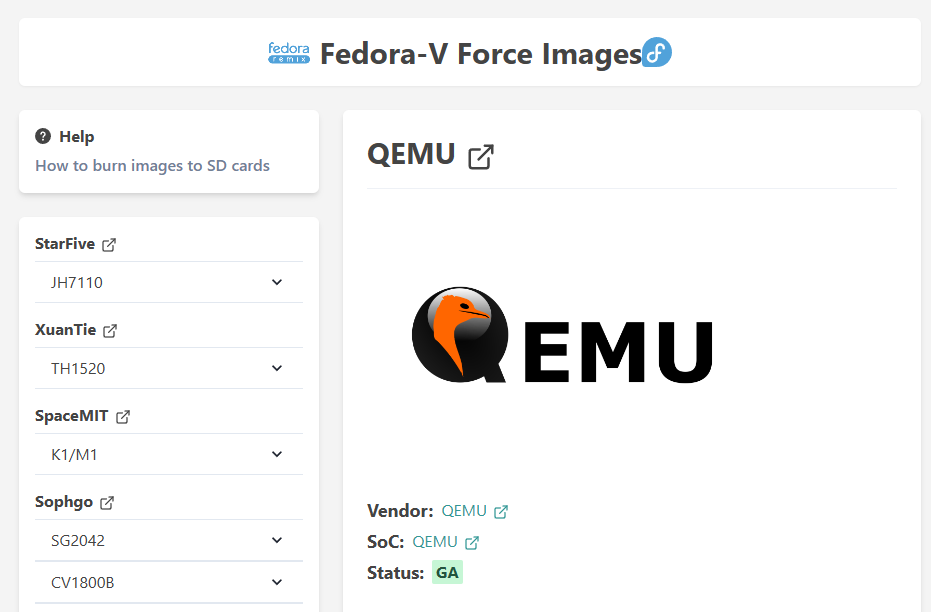 fedora
remix
Fedora-V Force Images
Help
How to burn images to SD cards
StarFive
JH7110
XuanTie
TH1520
SpaceMIT
K1/M1
Sophgo
SG2042
CV1800B
QEMU
QEMU
Vendor: QEMU
SoC: QEMU
Status: GA